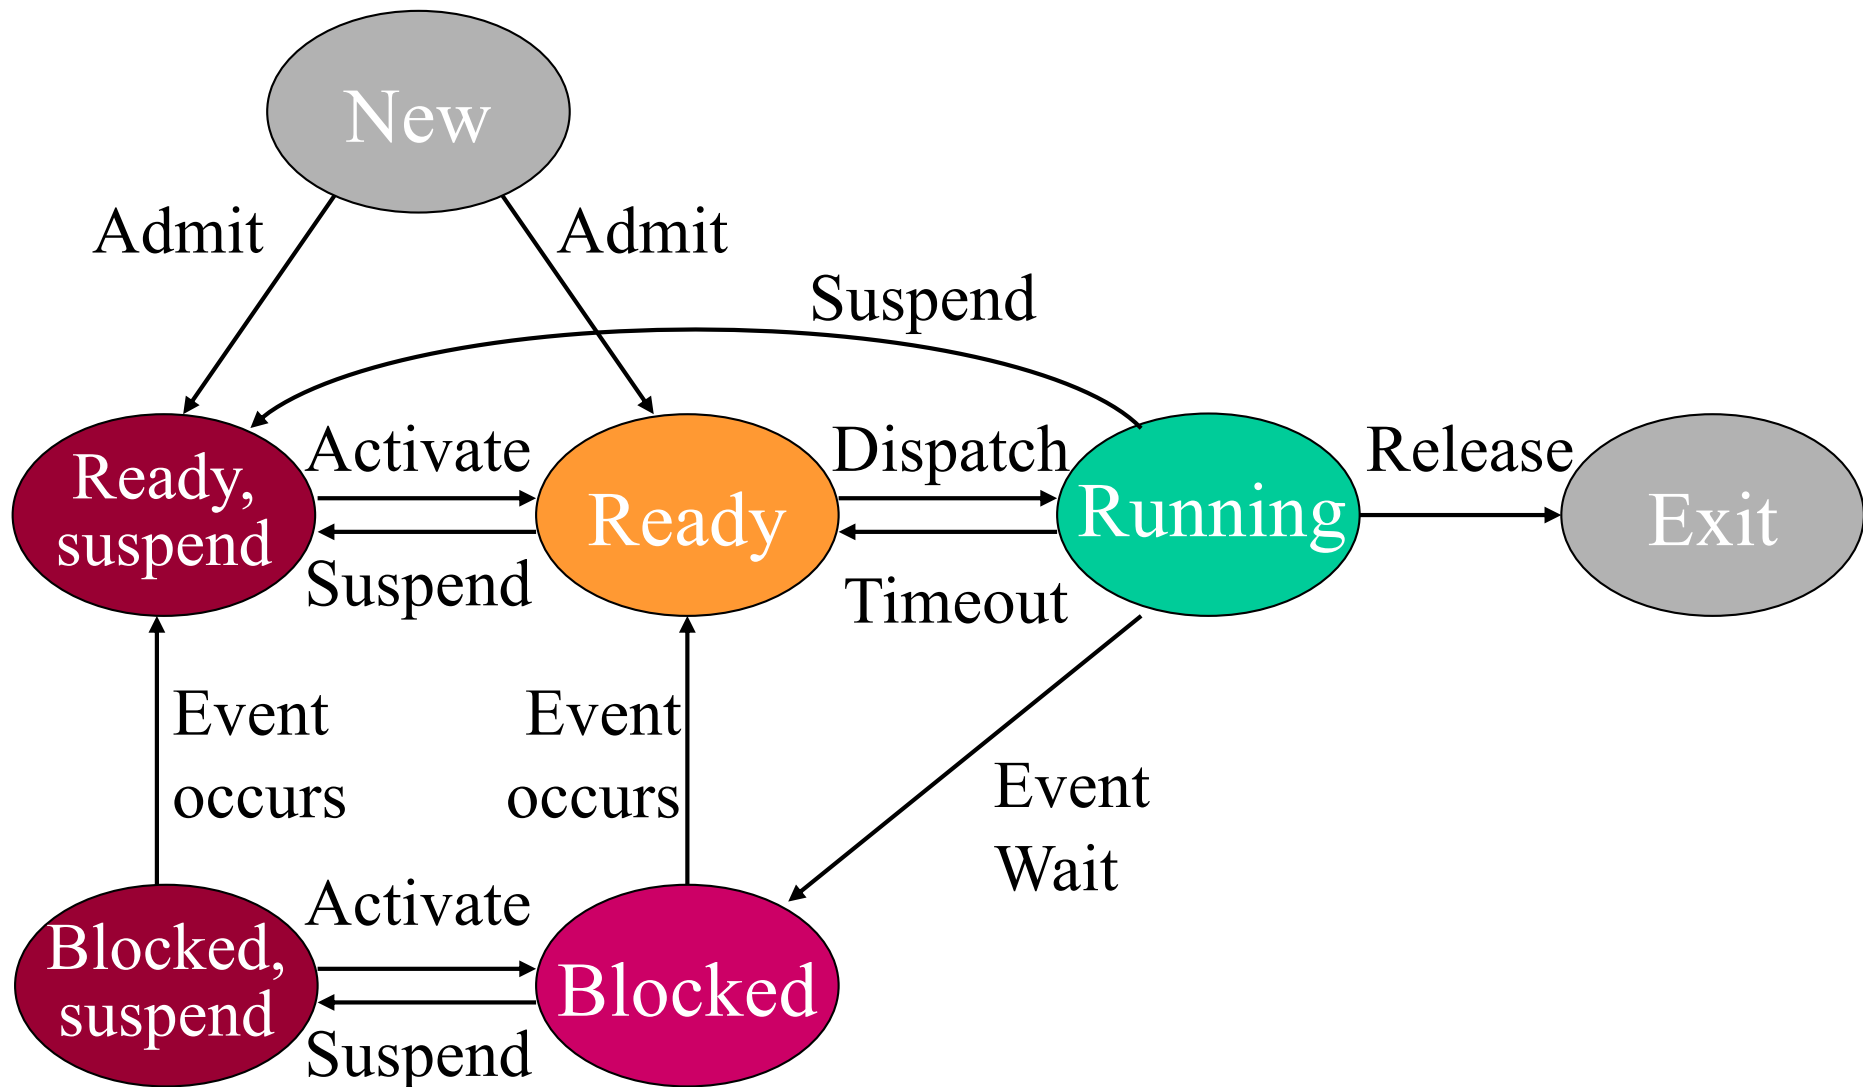 New
Admit
Admit
Suspend
Ready,
suspend
Activate
Suspend
Ready
Dispatch
Timeout
Running
Release
Exit
Event
occurs
Event
occurs
Event
Wait
Blocked,
suspend
Activate
Suspend
Blocked